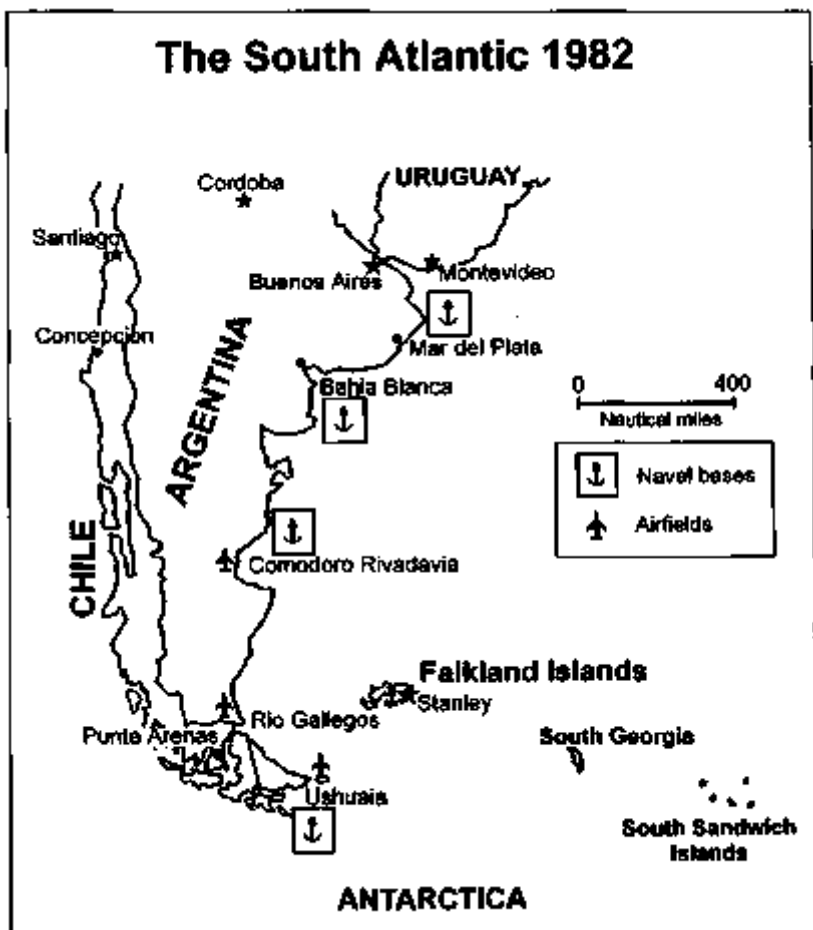 The South Atlantic 1982
Cordoba
URUGUAY
Santiago
Buenos Aires
Montevideo
Concepción
Mar del Plata
Bahia Blanca
ARGENTINA
0 400
Nautical miles
Naval bases
Airfields
CHILE
Comodoro Rivadavia
Falkland Islands
Stanley
Rio Gallegos
Punta Arenas
South Georgia
Ushuaia
South Sandwich
Islands
ANTARCTICA